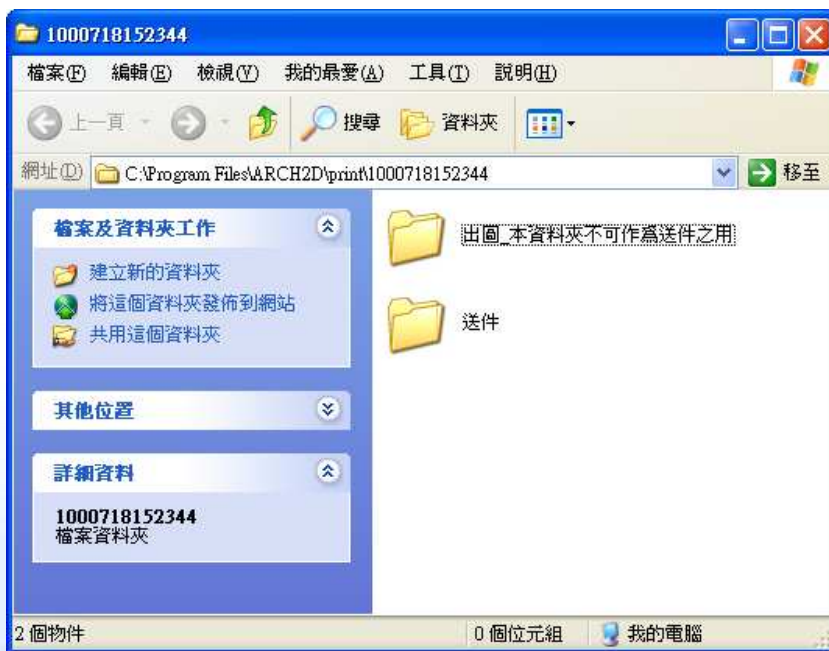 1000718152344
檔案(F) 編輯(E) 檢視(V) 我的最愛(A) 工具(T) 說明(H)
上一頁 搜尋 資料夾
網址(D) C:\Program Files\ARCH2D\print\1000718152344 移至
檔案及資料夾工作
建立新的資料夾
將這個資料夾發佈到網站
共用這個資料夾
其他位置
詳細資料
1000718152344
檔案資料夾
出圖_本資料夾不可作為送件之用
送件
2 個物件 0 個位元組 我的電腦